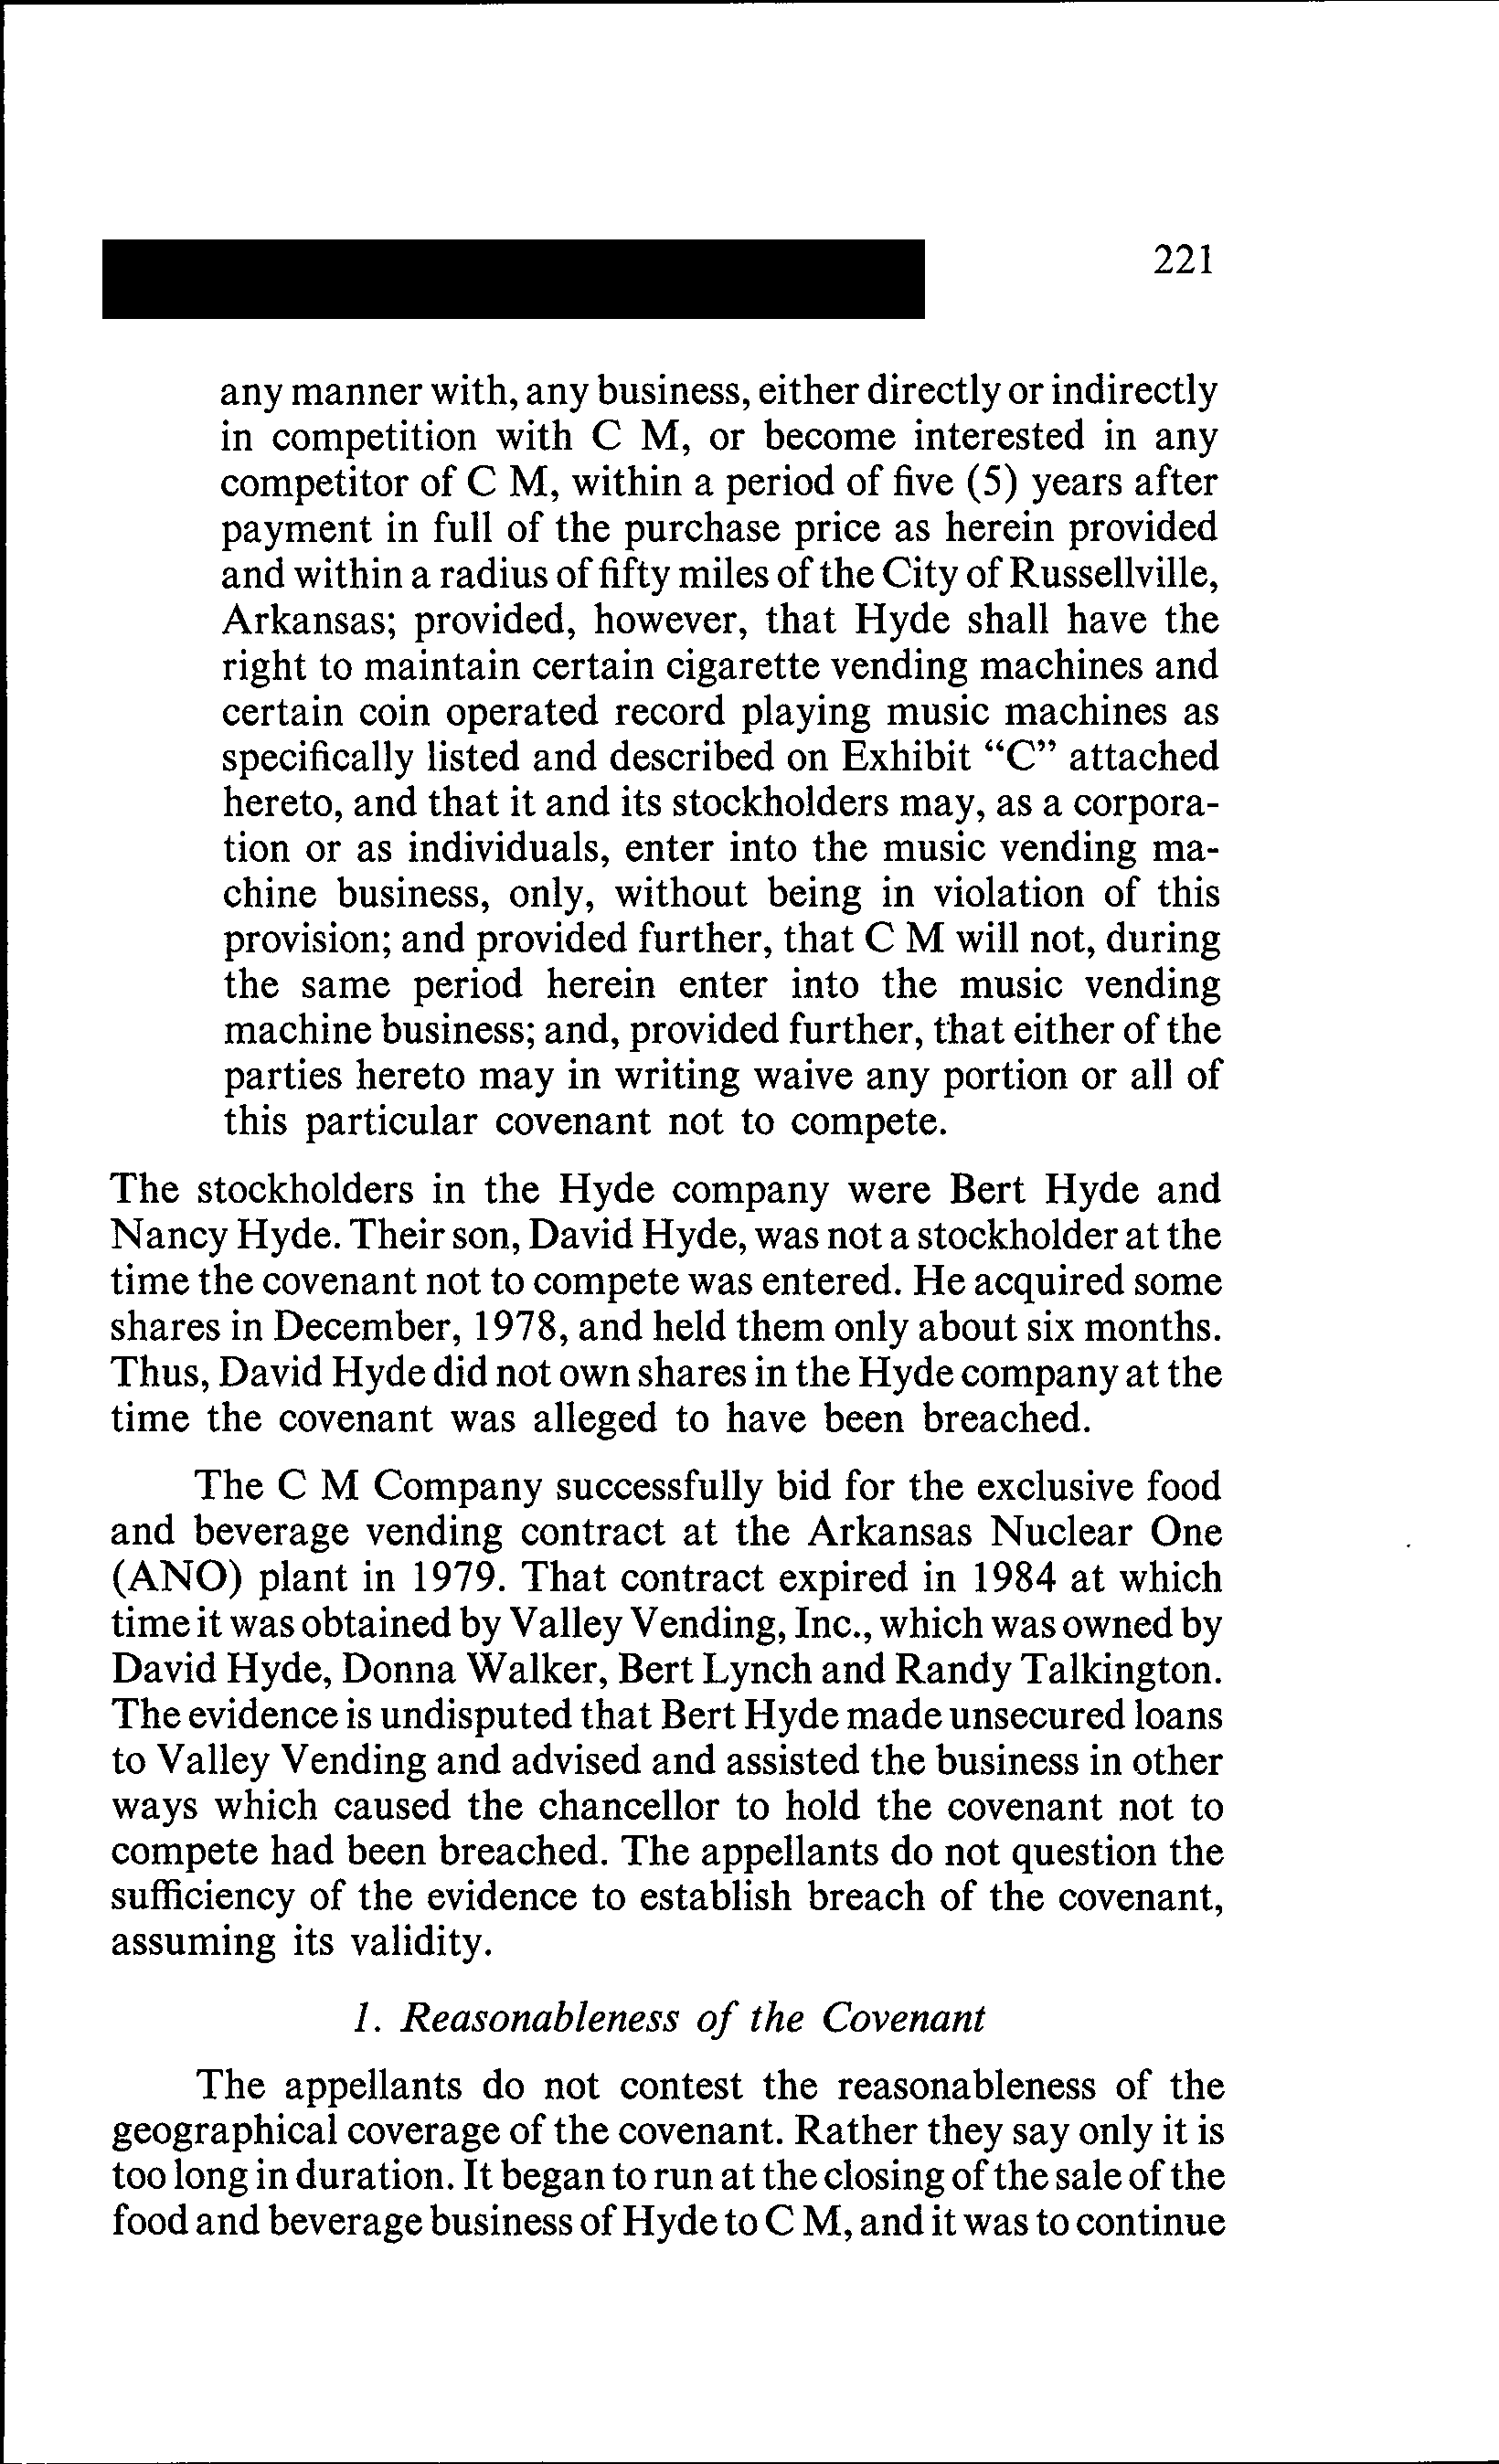 221
any manner with, any business, either directly or indirectly
in competition with C M, or become interested in any
competitor of C M, within a period of five (5) years after
payment in full of the purchase price as herein provided
and within a radius of fifty miles of the City of Russellville,
Arkansas; provided, however, that Hyde shall have the
right to maintain certain cigarette vending machines and
certain coin operated record playing music machines as
specifically listed and described on Exhibit “C” attached
hereto, and that it and its stockholders may, as a corpora-
tion or as individuals, enter into the music vending ma-
chine business, only, without being in violation of this
provision; and provided further, that C M will not, during
the same period herein enter into the music vending
machine business; and, provided further, that either of the
parties hereto may in writing waive any portion or all of
this particular covenant not to compete.
The stockholders in the Hyde company were Bert Hyde and
Nancy Hyde. Their son, David Hyde, was not a stockholder at the
time the covenant not to compete was entered. He acquired some
shares in December, 1978, and held them only about six months.
Thus, David Hyde did not own shares in the Hyde company at the
time the covenant was alleged to have been breached.
The C M Company successfully bid for the exclusive food
and beverage vending contract at the Arkansas Nuclear One
(ANO) plant in 1979. That contract expired in 1984 at which
time it was obtained by Valley Vending, Inc., which was owned by
David Hyde, Donna Walker, Bert Lynch and Randy Talkington.
The evidence is undisputed that Bert Hyde made unsecured loans
to Valley Vending and advised and assisted the business in other
ways which caused the chancellor to hold the covenant not to
compete had been breached. The appellants do not question the
sufficiency of the evidence to establish breach of the covenant,
assuming its validity.
1. Reasonableness of the Covenant
The appellants do not contest the reasonableness of the
geographical coverage of the covenant. Rather they say only it is
too long in duration. It began to run at the closing of the sale of the
food and beverage business of Hyde to C M, and it was to continue